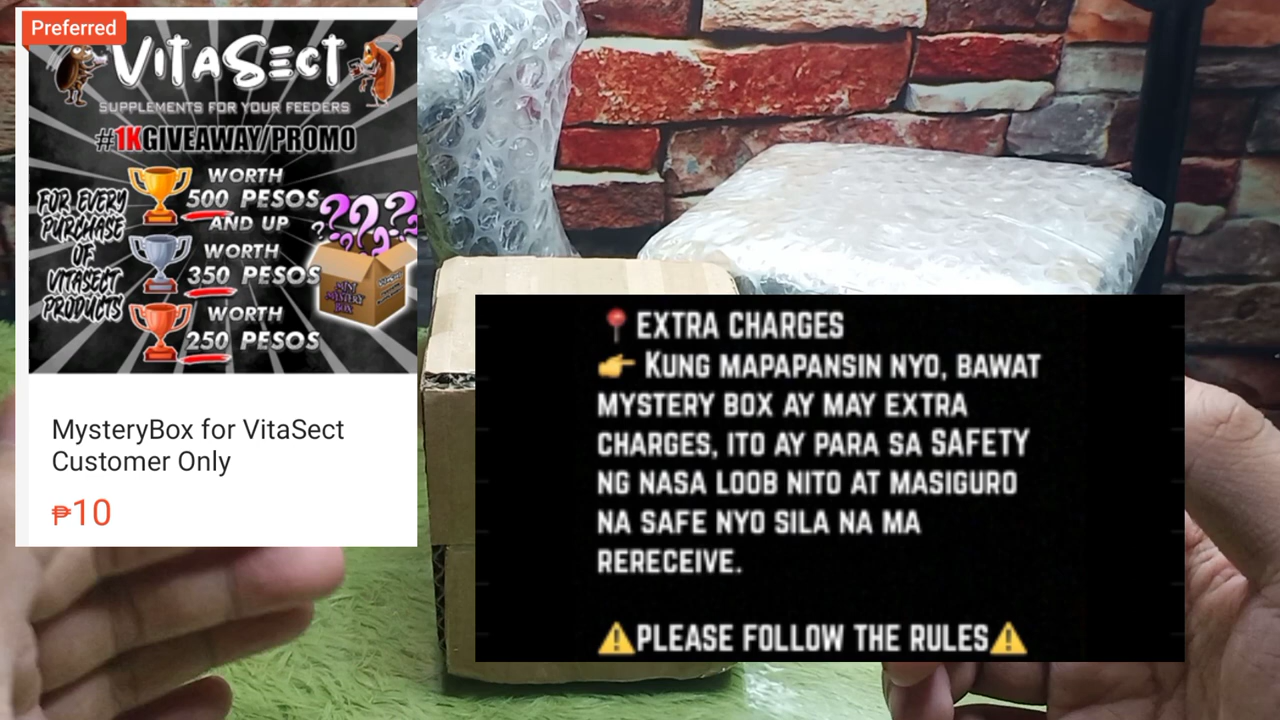 Preferred
VITASECT
SUPPLEMENTS FOR YOUR FEEDERS
#1KGIVEAWAY/PROMO
FOR EVERY
PURCHASE
OF
VITASECT
PRODUCTS
WORTH
500 PESOS
AND UP
WORTH
350 PESOS
WORTH
250 PESOS
????
MINI
MYSTERY
BOX
MysteryBox for VitaSect
Customer Only
₱10
📍EXTRA CHARGES
👉 KUNG MAPAPANSIN NYO, BAWAT
MYSTERY BOX AY MAY EXTRA
CHARGES, ITO AY PARA SA SAFETY
NG NASA LOOB NITO AT MASIGURO
NA SAFE NYO SILA NA MA
RERECEIVE.
⚠️PLEASE FOLLOW THE RULES⚠️